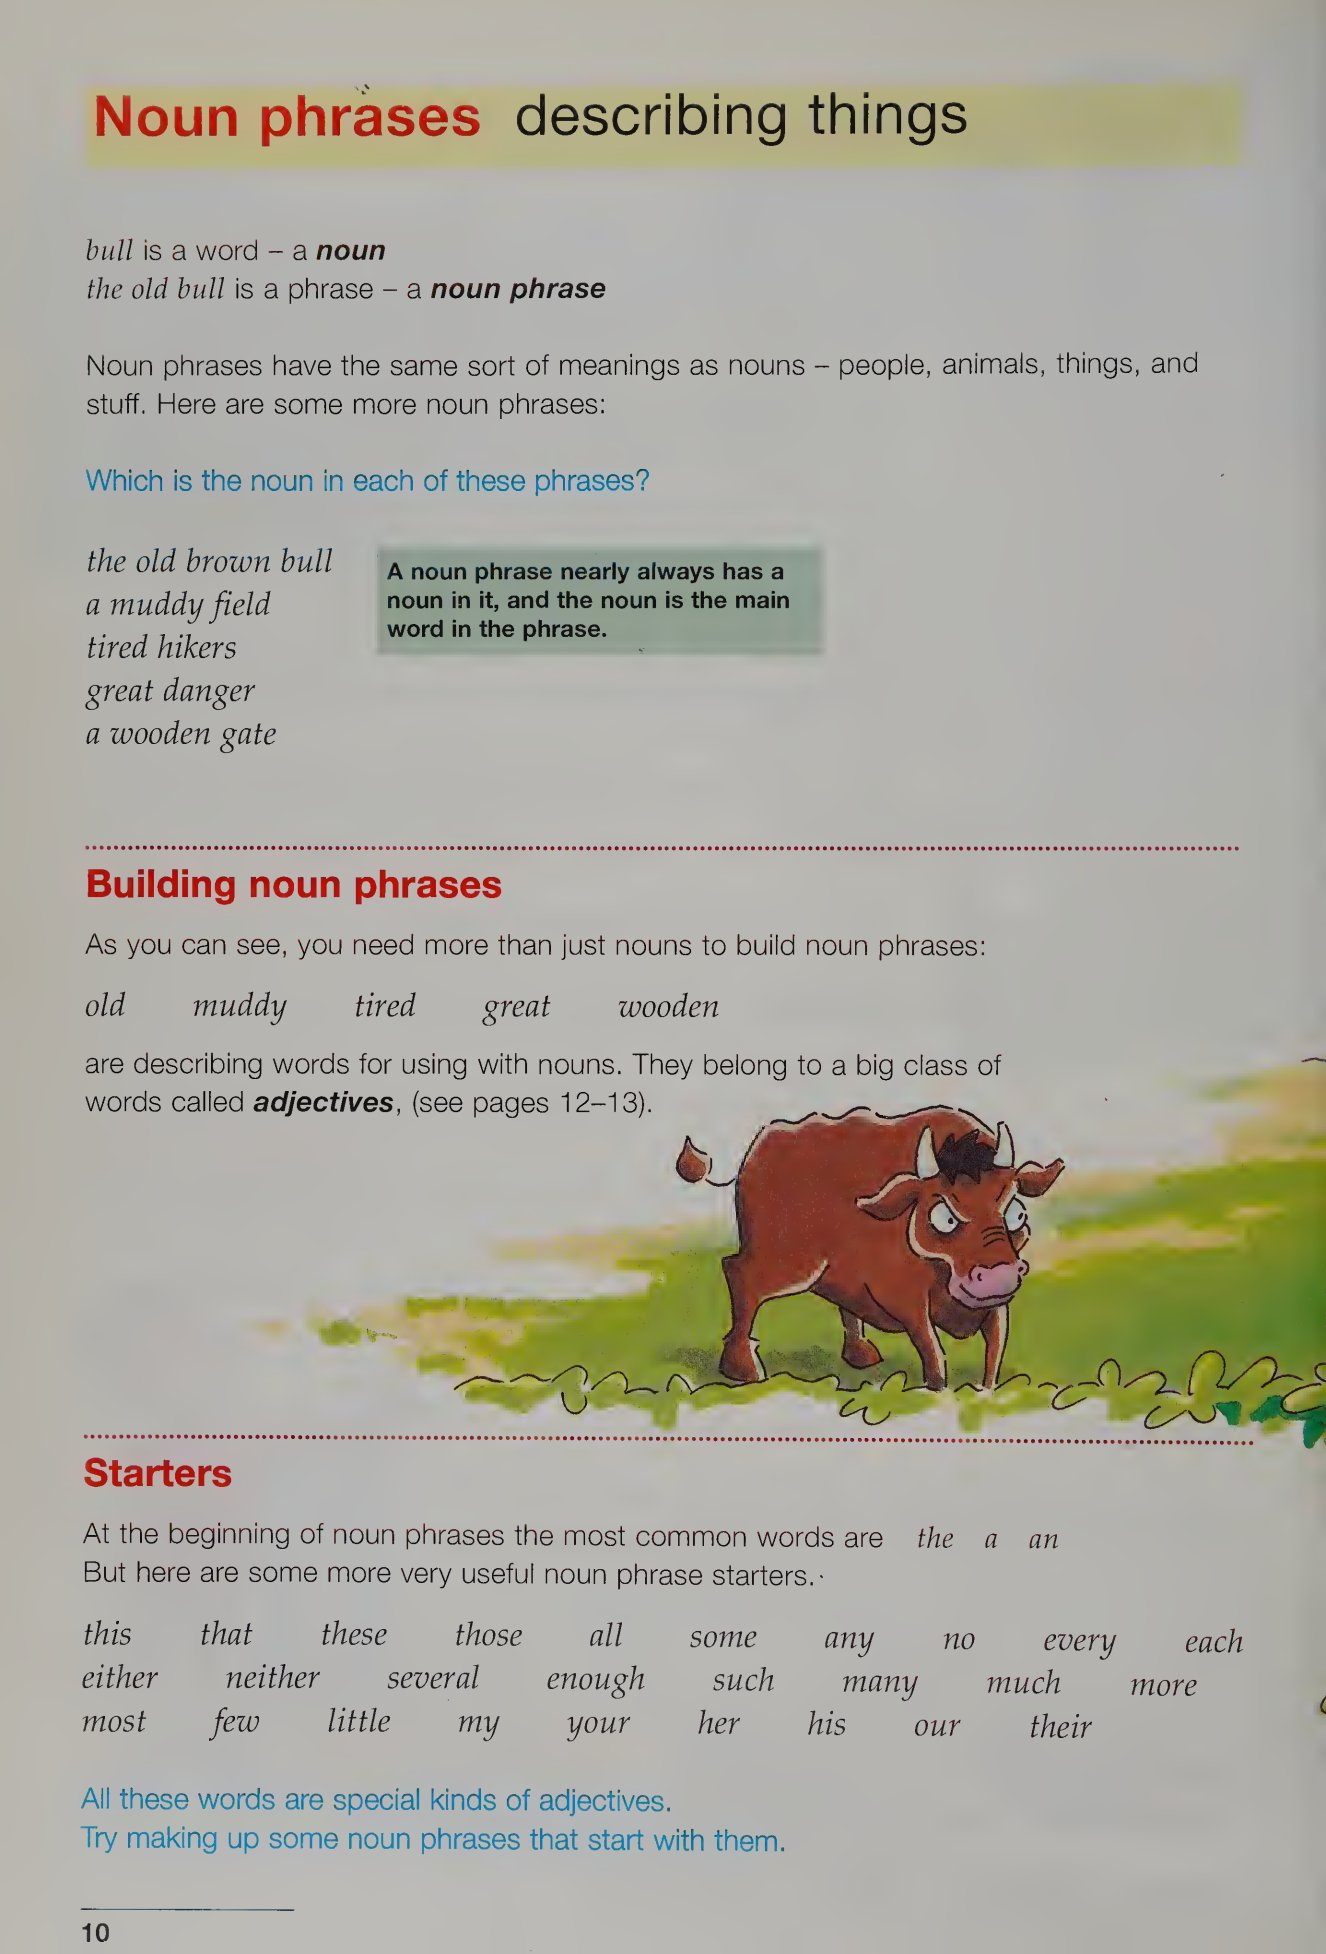 Noun phrases describing things
bull is a word – a noun
the old bull is a phrase – a noun phrase
Noun phrases have the same sort of meanings as nouns – people, animals, things, and
stuff. Here are some more noun phrases:
Which is the noun in each of these phrases?
the old brown bull
a muddy field
tired hikers
great danger
a wooden gate
A noun phrase nearly always has a
noun in it, and the noun is the main
word in the phrase.
Building noun phrases
As you can see, you need more than just nouns to build noun phrases:
old muddy tired great wooden
are describing words for using with nouns. They belong to a big class of
words called adjectives, (see pages 12–13).
Starters
At the beginning of noun phrases the most common words are the a an
But here are some more very useful noun phrase starters.
this that these those all some any no every each
either neither several enough such many much more
most few little my your her his our their
All these words are special kinds of adjectives.
Try making up some noun phrases that start with them.
10